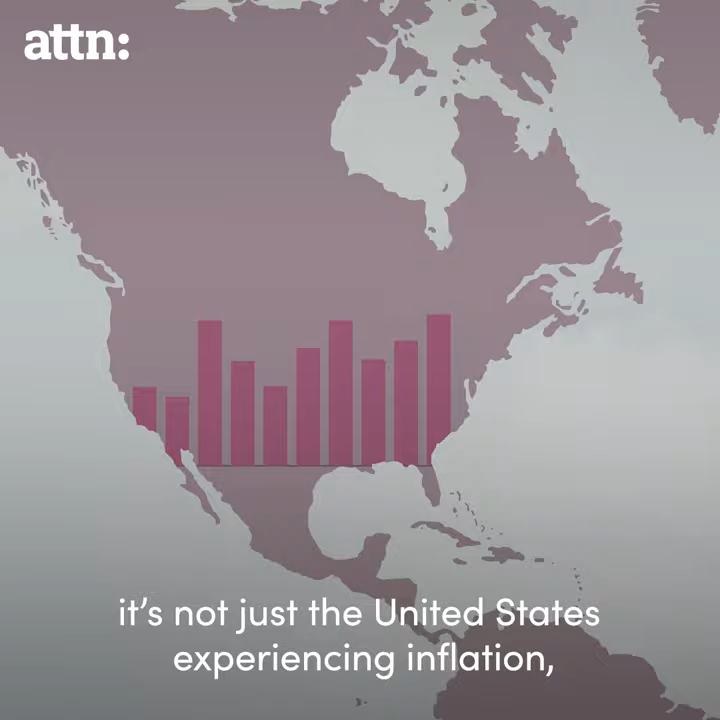 attn:
it's not just the United States
experiencing inflation,